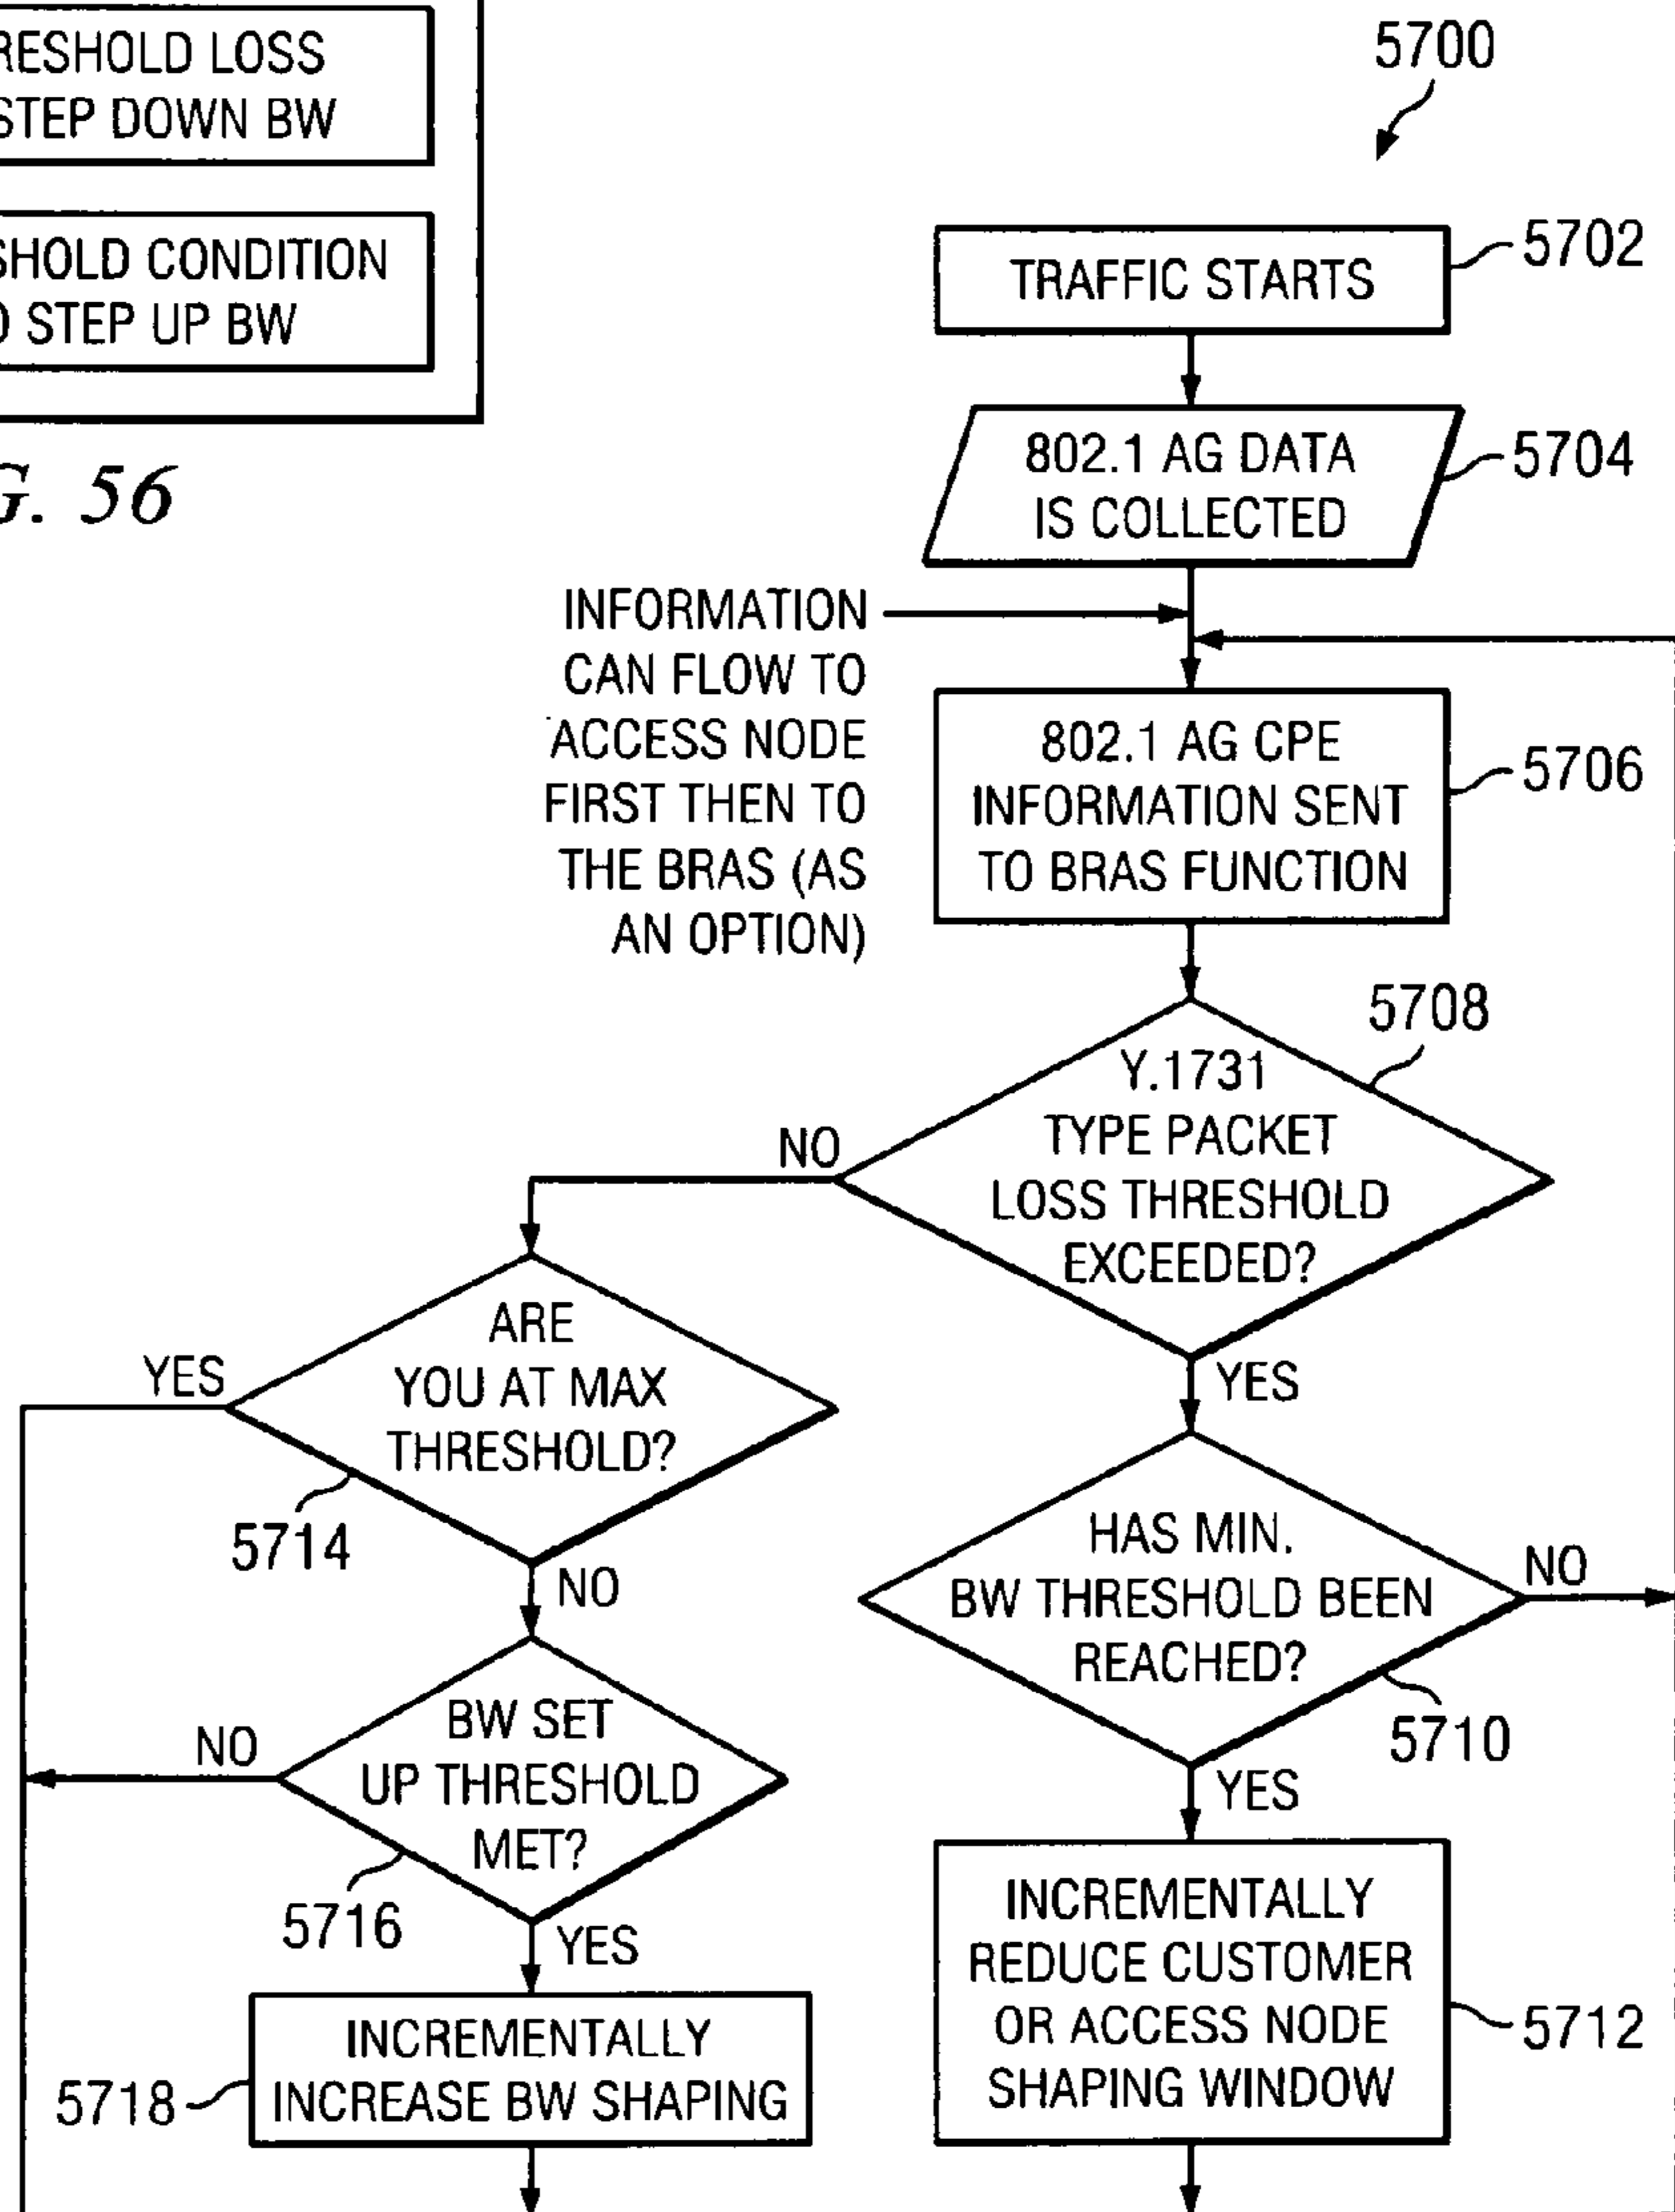 RESHOLD LOSS
STEP DOWN BW
SHOLD CONDITION
STEP UP BW
G. 56
5700
TRAFFIC STARTS
5702
802.1 AG DATA
IS COLLECTED
5704
INFORMATION
CAN FLOW TO
ACCESS NODE
FIRST THEN TO
THE BRAS (AS
AN OPTION)
802.1 AG CPE
INFORMATION SENT
TO BRAS FUNCTION
5706
5708
Y.1731
TYPE PACKET
LOSS THRESHOLD
EXCEEDED?
NO
YES
ARE
YOU AT MAX
THRESHOLD?
YES
5714
NO
HAS MIN.
BW THRESHOLD BEEN
REACHED?
NO
5710
YES
BW SET
UP THRESHOLD
MET?
NO
5716
YES
INCREMENTALLY
INCREASE BW SHAPING
5718
INCREMENTALLY
REDUCE CUSTOMER
OR ACCESS NODE
SHAPING WINDOW
5712